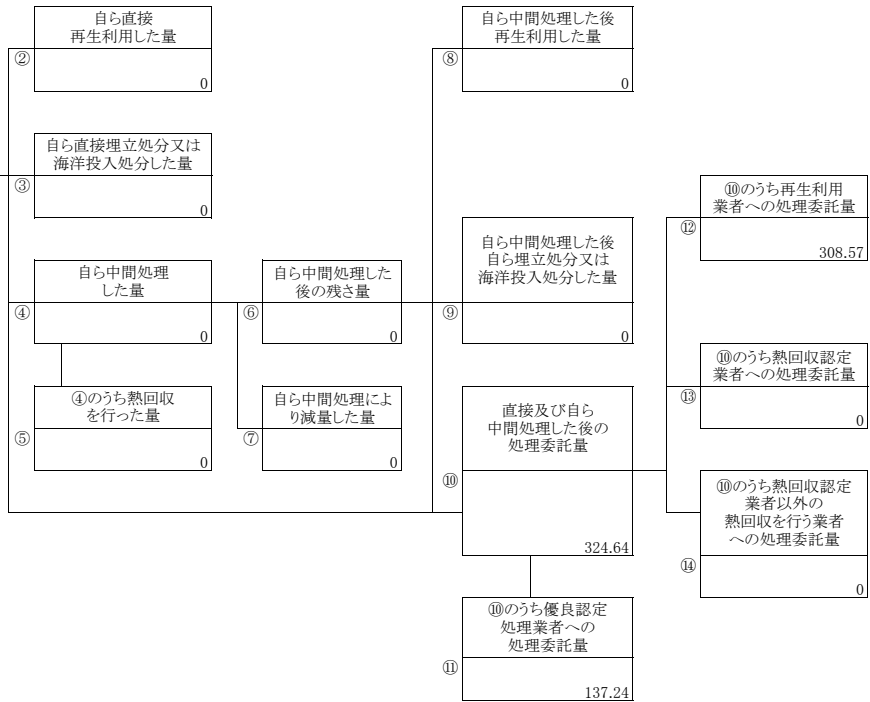 自ら直接
再生利用した量
②
0
自ら直接埋立処分又は
海洋投入処分した量
③
0
自ら中間処理
した量
④
0
④のうち熱回収
を行った量
⑤
0
自ら中間処理した
後の残さ量
⑥
0
自ら中間処理によ
り減量した量
⑦
0
自ら中間処理した後
再生利用した量
⑧
0
自ら中間処理した後
自ら埋立処分又は
海洋投入処分した量
⑨
0
直接及び自ら
中間処理した後の
処理委託量
⑩
324.64
⑩のうち優良認定
処理業者への
処理委託量
⑪
137.24
⑩のうち再生利用
業者への処理委託量
⑫
308.57
⑩のうち熱回収認定
業者への処理委託量
⑬
0
⑩のうち熱回収認定
業者以外の
熱回収を行う業者
への処理委託量
⑭
0